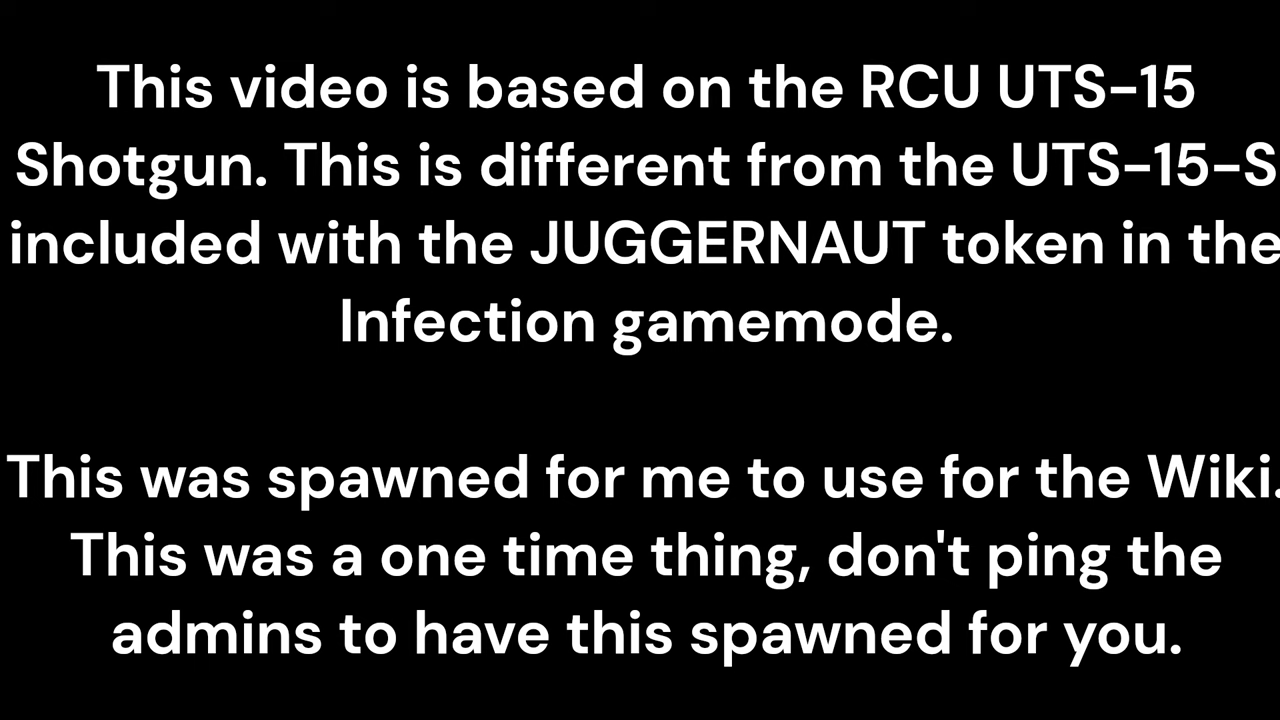 This video is based on the RCU UTS-15
Shotgun. This is different from the UTS-15-S
included with the JUGGERNAUT token in the
Infection gamemode.
This was spawned for me to use for the Wiki.
This was a one time thing, don't ping the
admins to have this spawned for you.